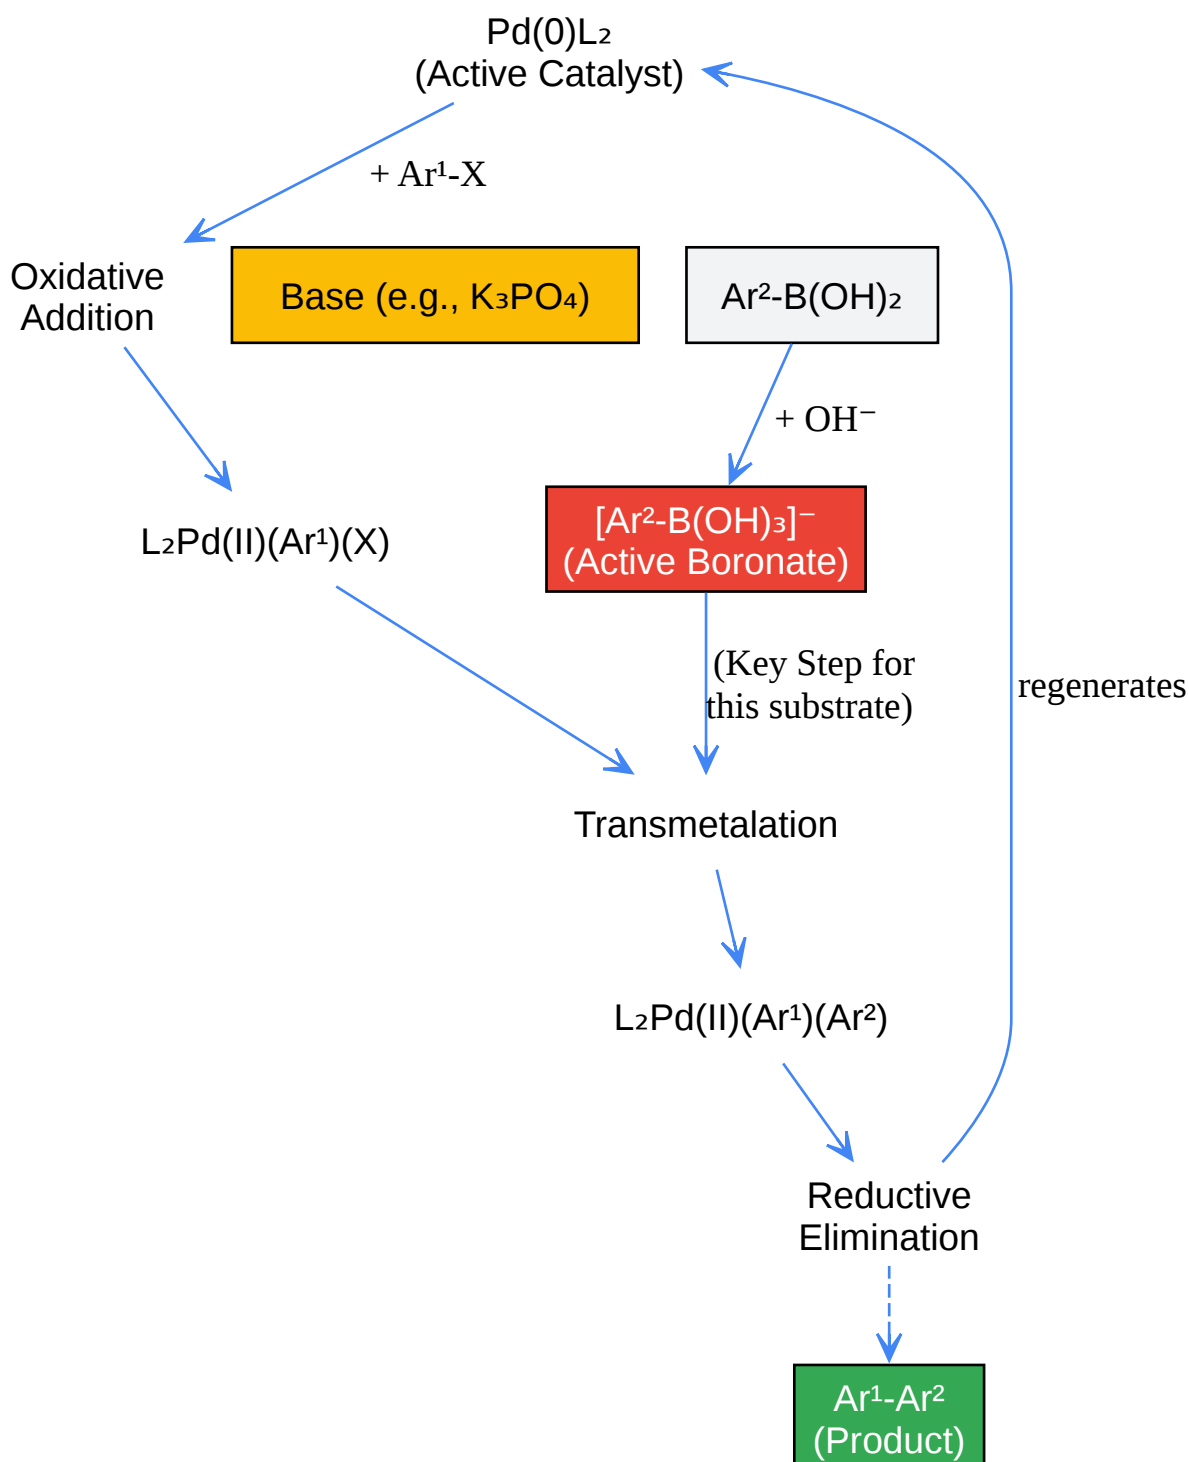 Pd(0)L₂
(Active Catalyst)
+ Ar¹-X
Oxidative
Addition
Base (e.g., K₃PO₄)
Ar²-B(OH)₂
+ OH⁻
L₂Pd(II)(Ar¹)(X)
[Ar²-B(OH)₃]⁻
(Active Boronate)
(Key Step for
this substrate)
regenerates
Transmetalation
L₂Pd(II)(Ar¹)(Ar²)
Reductive
Elimination
Ar¹-Ar²
(Product)